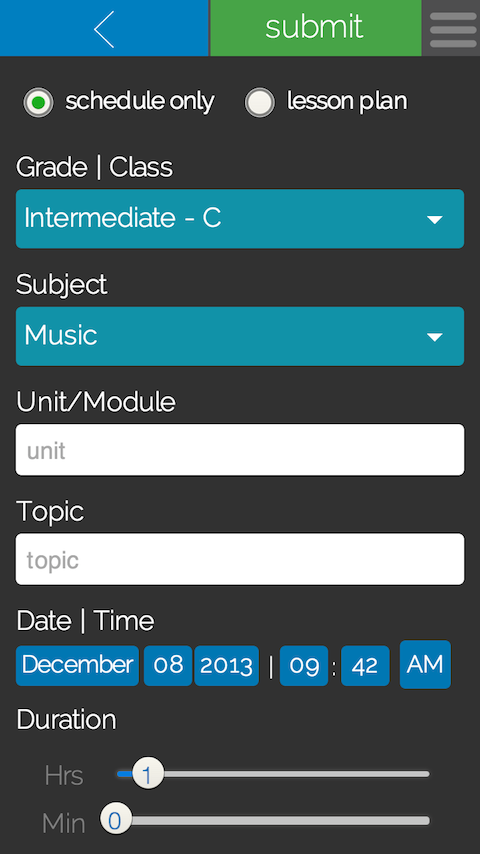 submit
schedule only lesson plan
Grade | Class
Intermediate - C
Subject
Music
Unit/Module
unit
Topic
topic
Date | Time
December 08 2013 | 09 : 42 AM
Duration
Hrs 1
Min 0